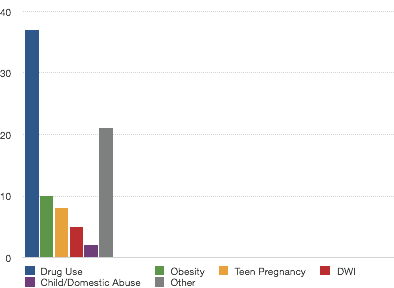 40
30
20
10
0
Drug Use
Obesity
Teen Pregnancy
DWI
Child/Domestic Abuse
Other